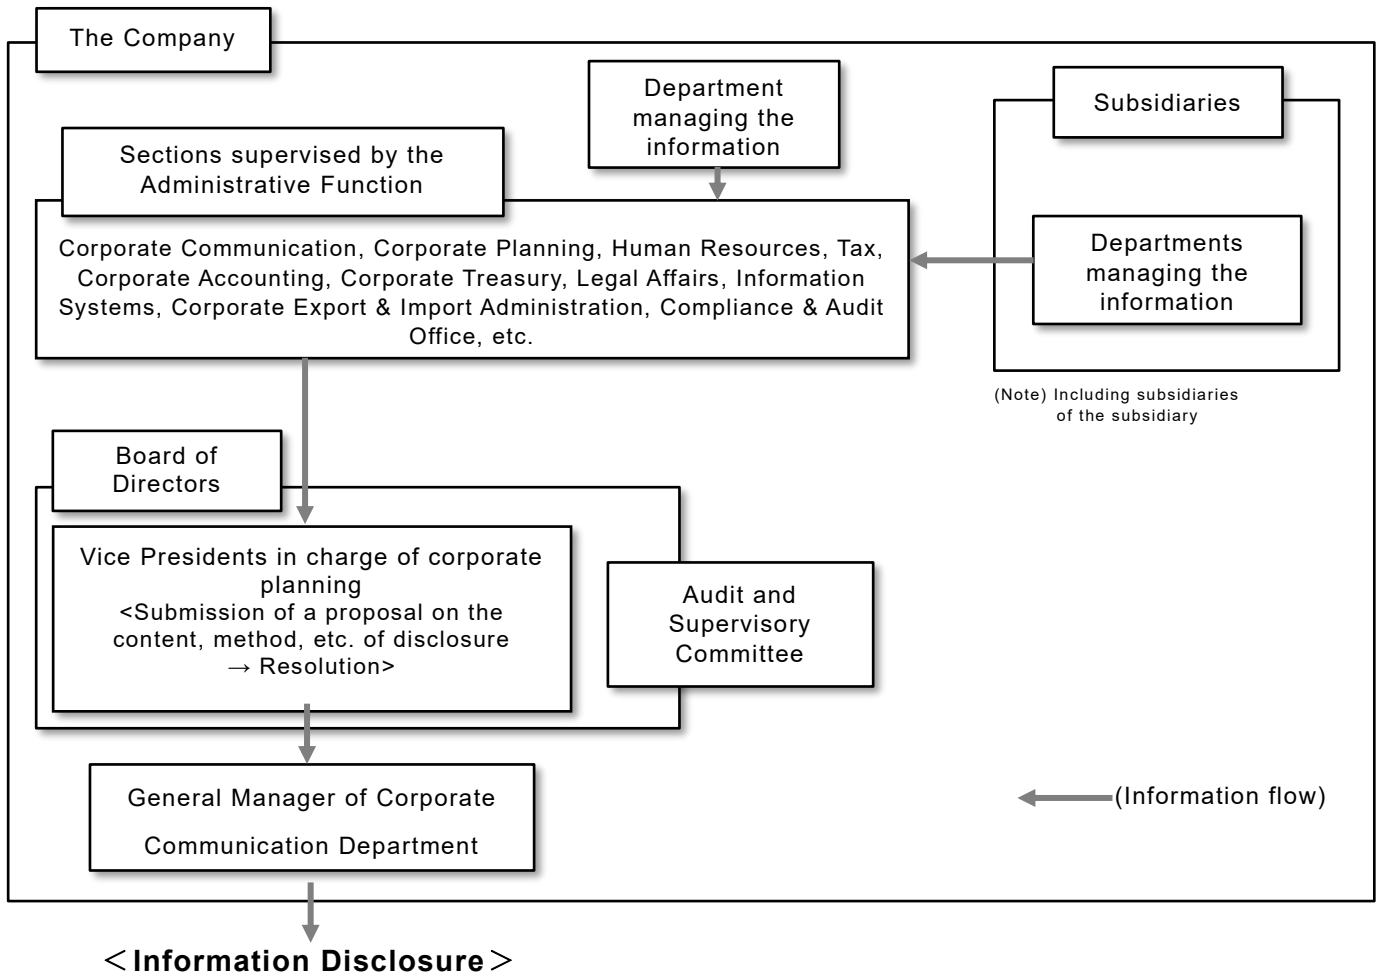 The Company
Department
managing the
information
Subsidiaries
Sections supervised by the
Administrative Function
Corporate Communication, Corporate Planning, Human Resources, Tax,
Corporate Accounting, Corporate Treasury, Legal Affairs, Information
Systems, Corporate Export & Import Administration, Compliance & Audit
Office, etc.
Departments
managing the
information
(Note) Including subsidiaries
of the subsidiary
Board of
Directors
Vice Presidents in charge of corporate
planning
<Submission of a proposal on the
content, method, etc. of disclosure
→ Resolution>
Audit and
Supervisory
Committee
General Manager of Corporate
Communication Department
(Information flow)
＜Information Disclosure＞